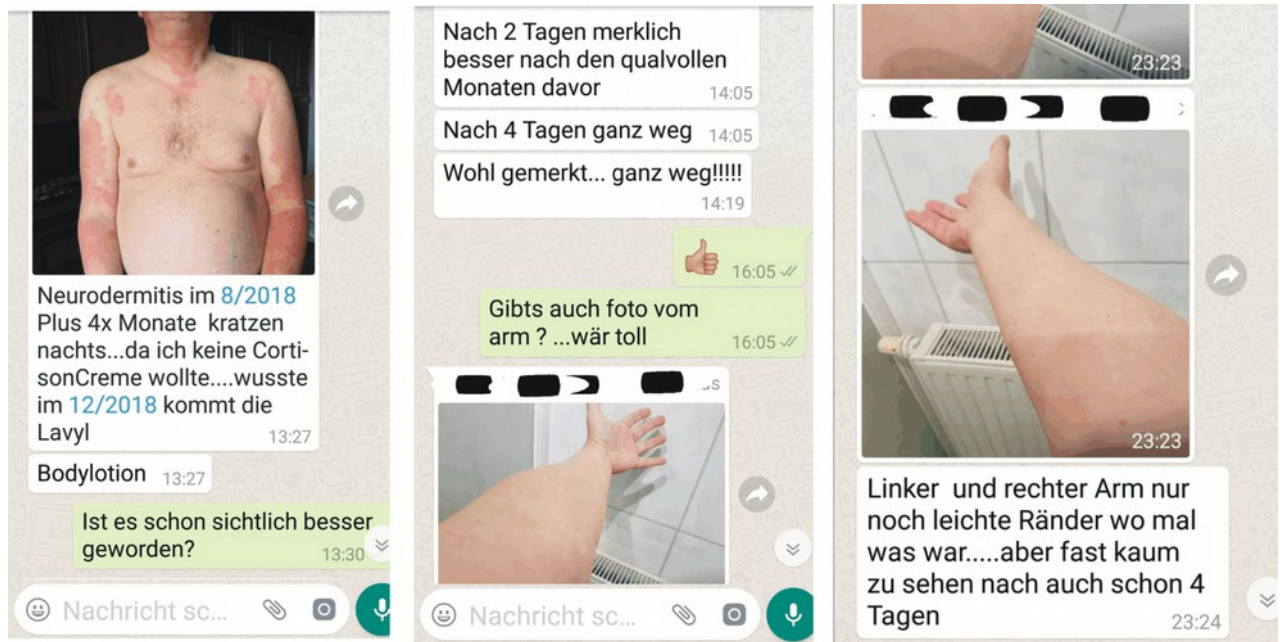 Neurodermitis im 8/2018
Plus 4x Monate kratzen
nachts...da ich keine Corti-
sonCreme wollte....wusste
im 12/2018 kommt die
Lavyl
13:27
Bodylotion 13:27
Ist es schon sichtlich besser
geworden?
13:30
Nachricht sc...
Nach 2 Tagen merklich
besser nach den qualvollen
Monaten davor
14:05
Nach 4 Tagen ganz weg 14:05
Wohl gemerkt... ganz weg!!!!!
14:19
16:05
Gibts auch foto vom
arm ? ...wär toll
16:05
Nachricht sc...
23:23
23:23
Linker und rechter Arm nur
noch leichte Ränder wo mal
was war.....aber fast kaum
zu sehen nach auch schon 4
Tagen
23:24